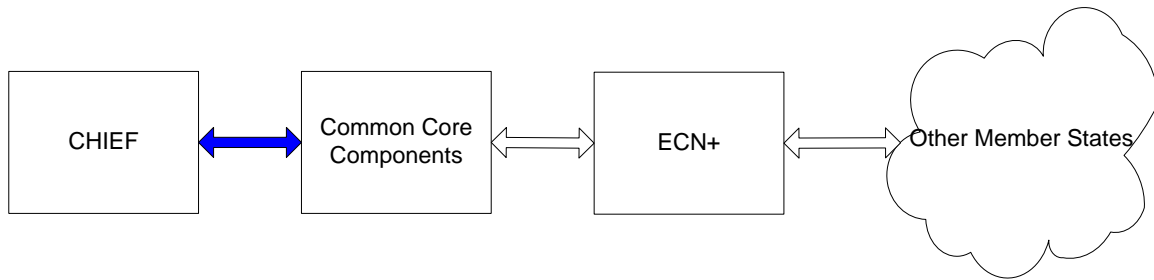 CHIEF
Common Core
Components
ECN+
Other Member States